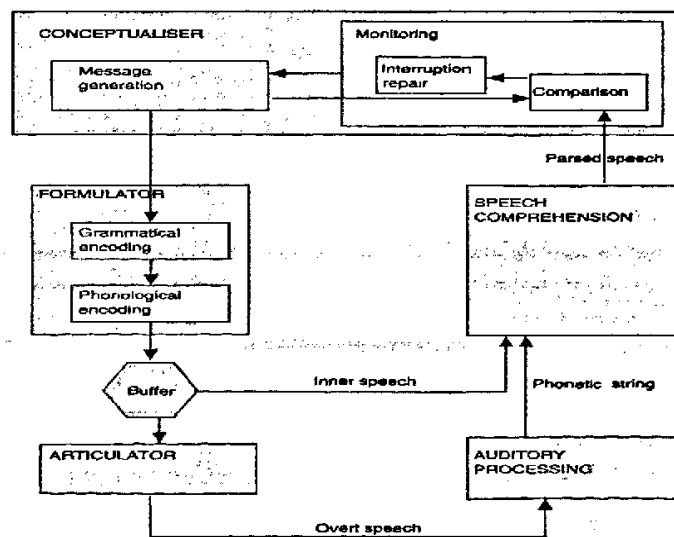 CONCEPTUALISER
Monitoring
Message
generation
Interruption
repair
Comparison
Parsed speech
FORMULATOR
Grammatical
encoding
Phonological
encoding
SPEECH
COMPREHENSION
Buffer
Inner speech
Phonetic string
ARTICULATOR
AUDITORY
PROCESSING
Overt speech